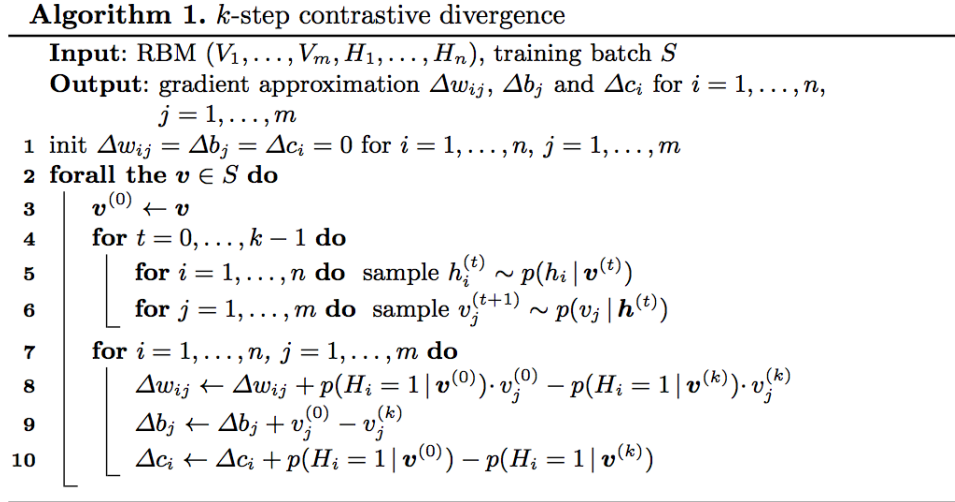 Algorithm 1. k-step contrastive divergence
Input: RBM (V₁, . . . , Vₘ, H₁, . . . , Hₙ), training batch S
Output: gradient approximation Δwᵢⱼ, Δbⱼ and Δcᵢ for i = 1, . . . , n,
j = 1, . . . , m
1 init Δwᵢⱼ = Δbⱼ = Δcᵢ = 0 for i = 1, . . . , n, j = 1, . . . , m
2 forall the v ∈ S do
3 v⁽⁰⁾ ← v
4 for t = 0, . . . , k − 1 do
5 for i = 1, . . . , n do sample hᵢ⁽ᵗ⁾ ∼ p(hᵢ | v⁽ᵗ⁾)
6 for j = 1, . . . , m do sample vⱼ⁽ᵗ⁺¹⁾ ∼ p(vⱼ | h⁽ᵗ⁾)
7 for i = 1, . . . , n, j = 1, . . . , m do
8 Δwᵢⱼ ← Δwᵢⱼ + p(Hᵢ = 1 | v⁽⁰⁾) · vⱼ⁽⁰⁾ − p(Hᵢ = 1 | v⁽ᵏ⁾) · vⱼ⁽ᵏ⁾
9 Δbⱼ ← Δbⱼ + vⱼ⁽⁰⁾ − vⱼ⁽ᵏ⁾
10 Δcᵢ ← Δcᵢ + p(Hᵢ = 1 | v⁽⁰⁾) − p(Hᵢ = 1 | v⁽ᵏ⁾)